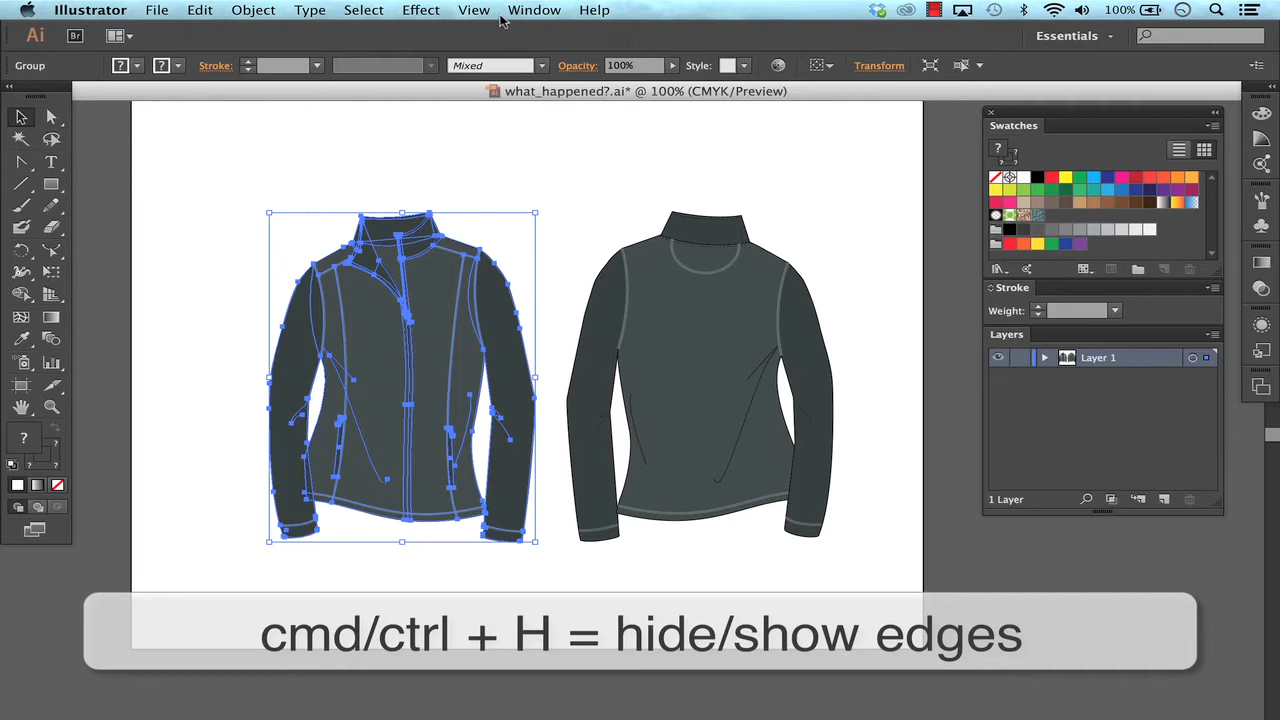 Illustrator File Edit Object Type Select Effect View Window Help 100%
Ai Br Essentials
Group ? ? Stroke: Mixed Opacity: 100% Style: Transform
what_happened?.ai* @ 100% (CMYK/Preview)
Swatches
?
?
Stroke
Weight:
Layers
Layer 1
1 Layer
T
?
?
?
cmd/ctrl + H = hide/show edges